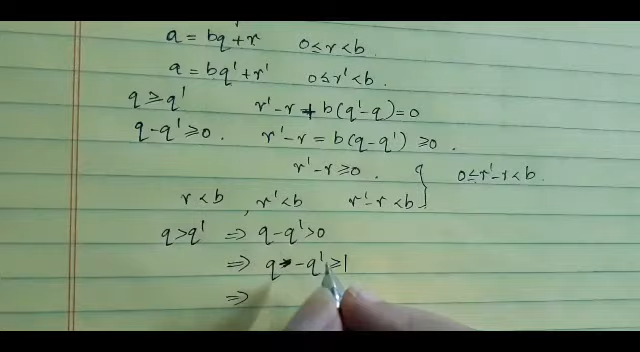 a = bq + r 0 ≤ r < b.
a = bq' + r' 0 ≤ r' < b.
q ≥ q' r' - r + b(q' - q) = 0
q - q' ≥ 0. r' - r = b(q - q') ≥ 0.
r' - r ≥ 0. } 0 ≤ r' - r < b.
r < b, r' < b r' - r < b
q > q' ⇒ q - q' > 0
⇒ q - q' ≥ 1
⇒